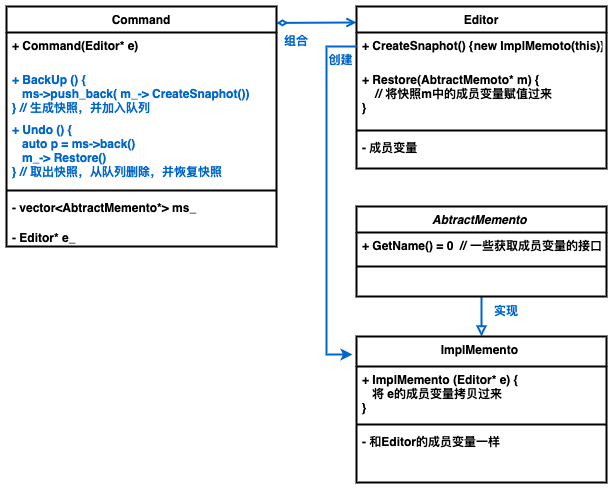 Command
+ Command(Editor* e)
+ BackUp () {
ms->push_back( m_-> CreateSnaphot())
} // 生成快照，并加入队列
+ Undo () {
auto p = ms->back()
m_-> Restore()
} // 取出快照，从队列删除，并恢复快照
- vector<AbtractMemento*> ms_
- Editor* e_
组合
创建
Editor
+ CreateSnaphot() {new ImplMemoto(this)}
+ Restore(AbtractMemoto* m) {
// 将快照m中的成员变量赋值过来
}
- 成员变量
AbtractMemento
+ GetName() = 0 // 一些获取成员变量的接口
实现
ImplMemento
+ ImplMemento (Editor* e) {
将 e的成员变量拷贝过来
}
- 和Editor的成员变量一样